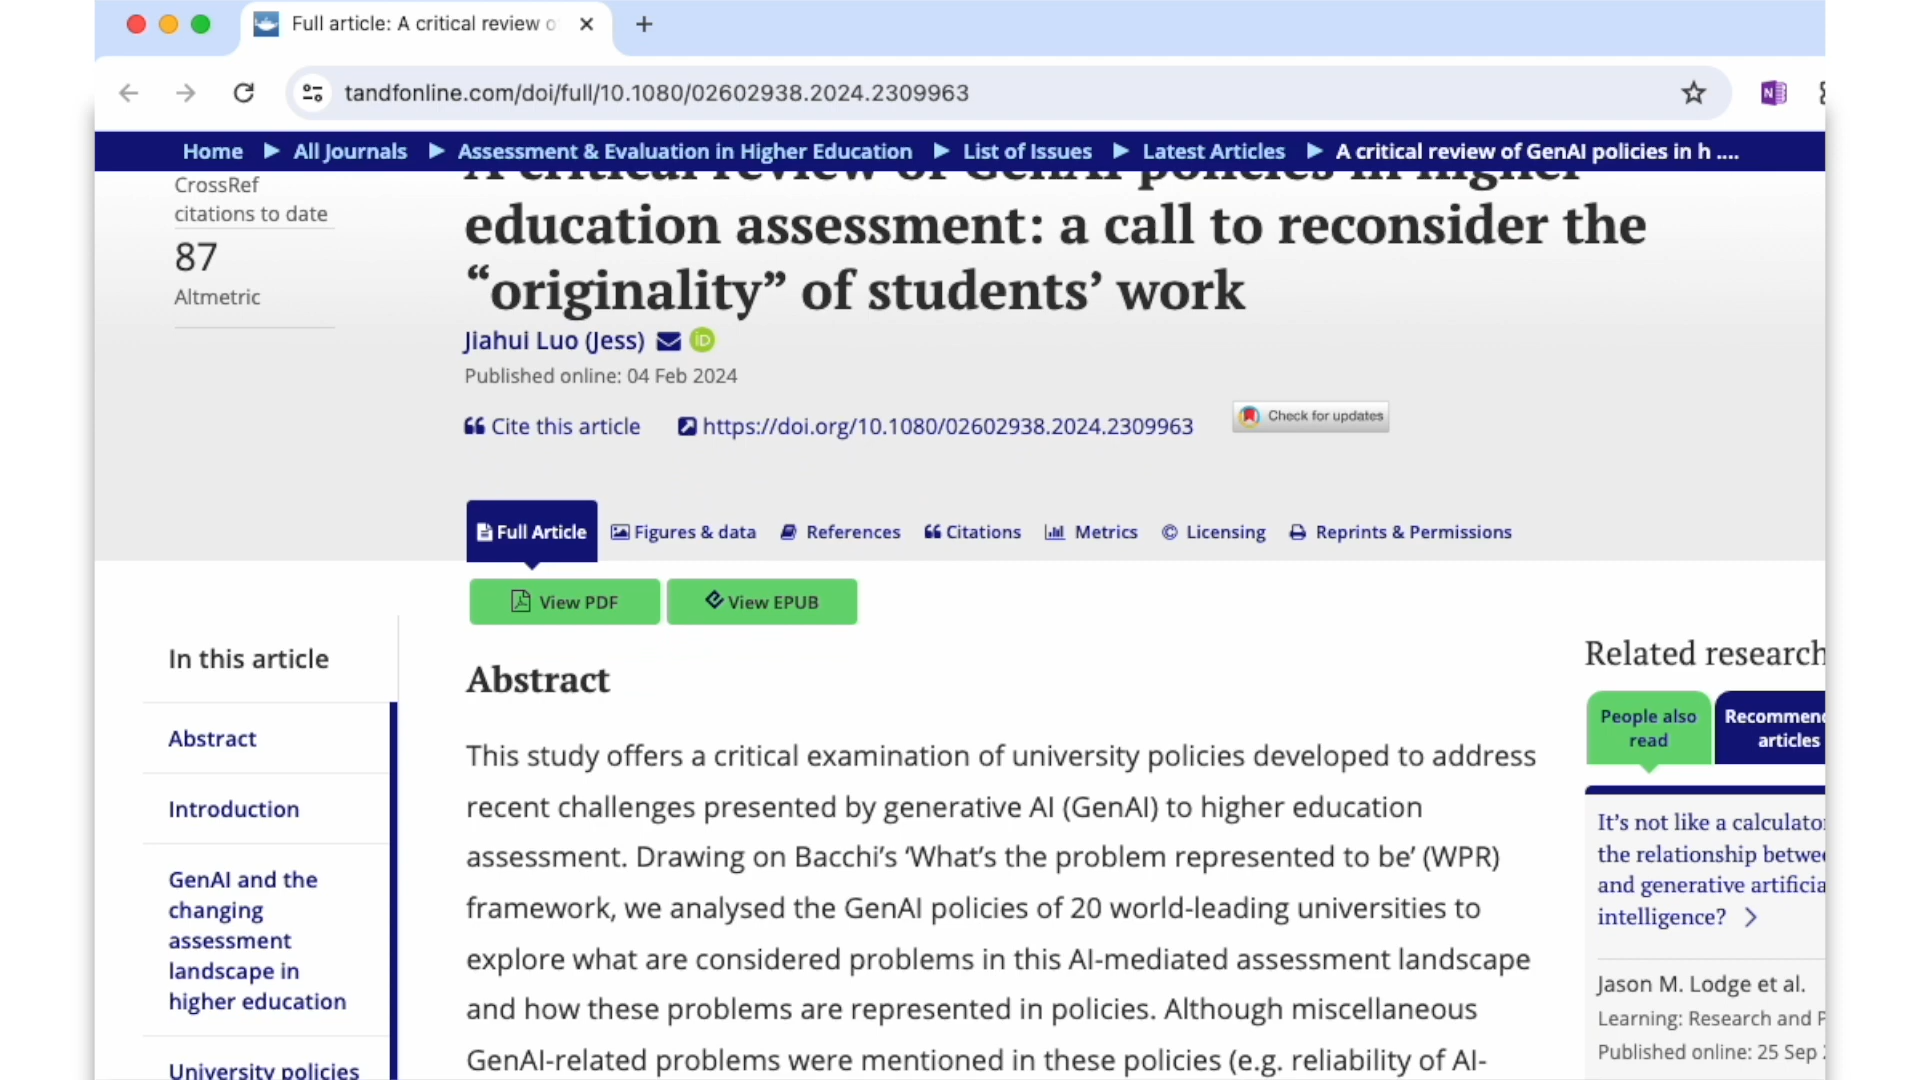 Full article: A critical review o
tandfonline.com/doi/full/10.1080/02602938.2024.2309963
Home ▶ All Journals ▶ Assessment & Evaluation in Higher Education ▶ List of Issues ▶ Latest Articles ▶ A critical review of GenAI policies in h ....
CrossRef
citations to date
87
Altmetric
A critical review of GenAI policies in higher
education assessment: a call to reconsider the
“originality” of students’ work
Jiahui Luo (Jess)
Published online: 04 Feb 2024
Cite this article
https://doi.org/10.1080/02602938.2024.2309963
Check for updates
Full Article
Figures & data
References
Citations
Metrics
Licensing
Reprints & Permissions
View PDF
View EPUB
In this article
Abstract
Introduction
GenAI and the
changing
assessment
landscape in
higher education
University policies
Abstract
This study offers a critical examination of university policies developed to address
recent challenges presented by generative AI (GenAI) to higher education
assessment. Drawing on Bacchi’s ‘What’s the problem represented to be’ (WPR)
framework, we analysed the GenAI policies of 20 world-leading universities to
explore what are considered problems in this AI-mediated assessment landscape
and how these problems are represented in policies. Although miscellaneous
GenAI-related problems were mentioned in these policies (e.g. reliability of AI-
Related research
People also
read
Recommen
articles
It’s not like a calculato
the relationship betwe
and generative artificia
intelligence?
Jason M. Lodge et al.
Learning: Research and P
Published online: 25 Sep